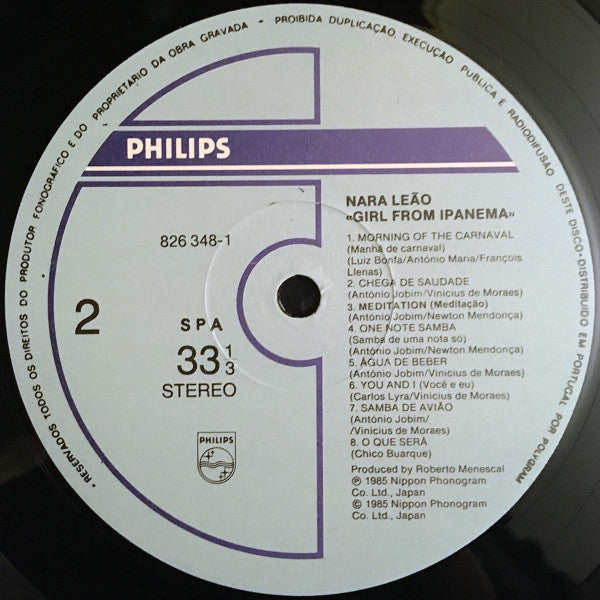 • RESERVADOS TODOS OS DIREITOS DO PRODUTOR FONOGRÁFICO E DO PROPRIETÁRIO DA OBRA GRAVADA - PROIBIDA DUPLICAÇÃO, EXECUÇÃO PÚBLICA E RADIODIFUSÃO DESTE DISCO • DISTRIBUÍDO EM PORTUGAL POR POLYGRAM
PHILIPS
826 348-1
2
SPA
33 1/3
STEREO
PHILIPS
NARA LEÃO
«GIRL FROM IPANEMA»
1. MORNING OF THE CARNAVAL
(Manhã de carnaval)
(Luiz Bonfa/António Maria/François
Llenas)
2. CHEGA DE SAUDADE
(António Jobim/Vinicius de Moraes)
3. MEDITATION (Meditação)
(António Jobim/Newton Mendonça)
4. ONE NOTE SAMBA
(Samba de uma nota só)
(António Jobim/Newton Mendonça)
5. ÁGUA DE BEBER
(António Jobim/Vinicius de Moraes)
6. YOU AND I (Você e eu)
(Carlos Lyra/Vinicius de Moraes)
7. SAMBA DE AVIÃO
(António Jobim/
/Vinicius de Moraes)
8. O QUE SERÁ
(Chico Buarque)
Produced by Roberto Menescal
℗ 1985 Nippon Phonogram
Co. Ltd., Japan
© 1985 Nippon Phonogram
Co. Ltd., Japan